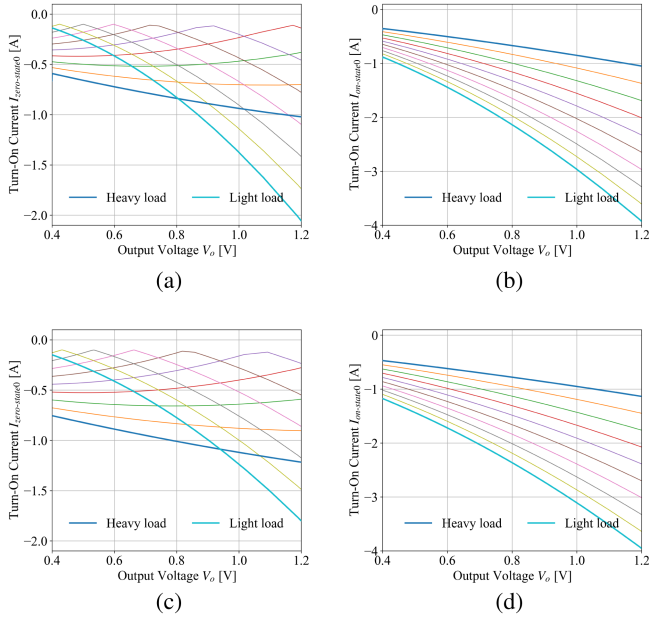 0.0
−0.5
−1.0
−1.5
−2.0
Turn-On Current I_zero-state0 [A]
Heavy load
Light load
0.4 0.6 0.8 1.0 1.2
Output Voltage V_o [V]
(a)
0
−1
−2
−3
−4
Turn-On Current I_on-state0 [A]
Heavy load
Light load
0.4 0.6 0.8 1.0 1.2
Output Voltage V_o [V]
(b)
0.0
−0.5
−1.0
−1.5
−2.0
Turn-On Current I_zero-state0 [A]
Heavy load
Light load
0.4 0.6 0.8 1.0 1.2
Output Voltage V_o [V]
(c)
0
−1
−2
−3
−4
Turn-On Current I_on-state0 [A]
Heavy load
Light load
0.4 0.6 0.8 1.0 1.2
Output Voltage V_o [V]
(d)